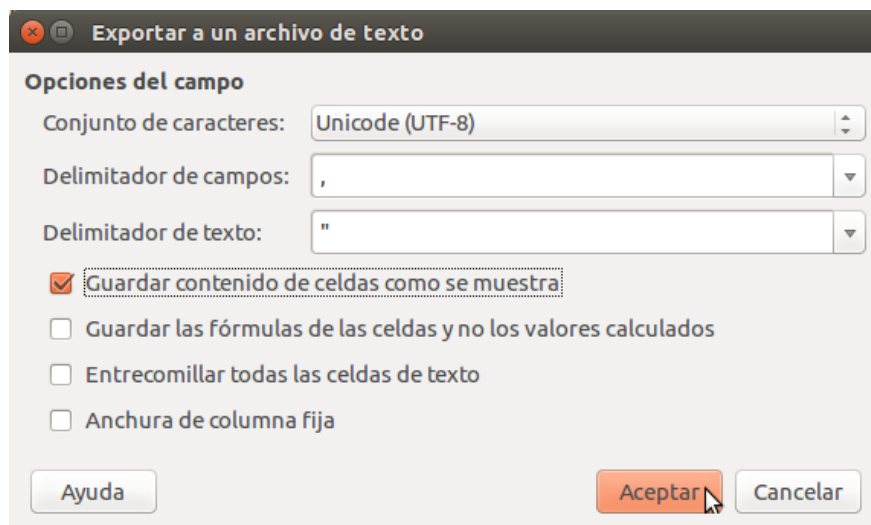 Exportar a un archivo de texto
Opciones del campo
Conjunto de caracteres: Unicode (UTF-8)
Delimitador de campos: ,
Delimitador de texto: "
Guardar contenido de celdas como se muestra
Guardar las fórmulas de las celdas y no los valores calculados
Entrecomillar todas las celdas de texto
Anchura de columna fija
Ayuda Aceptar Cancelar